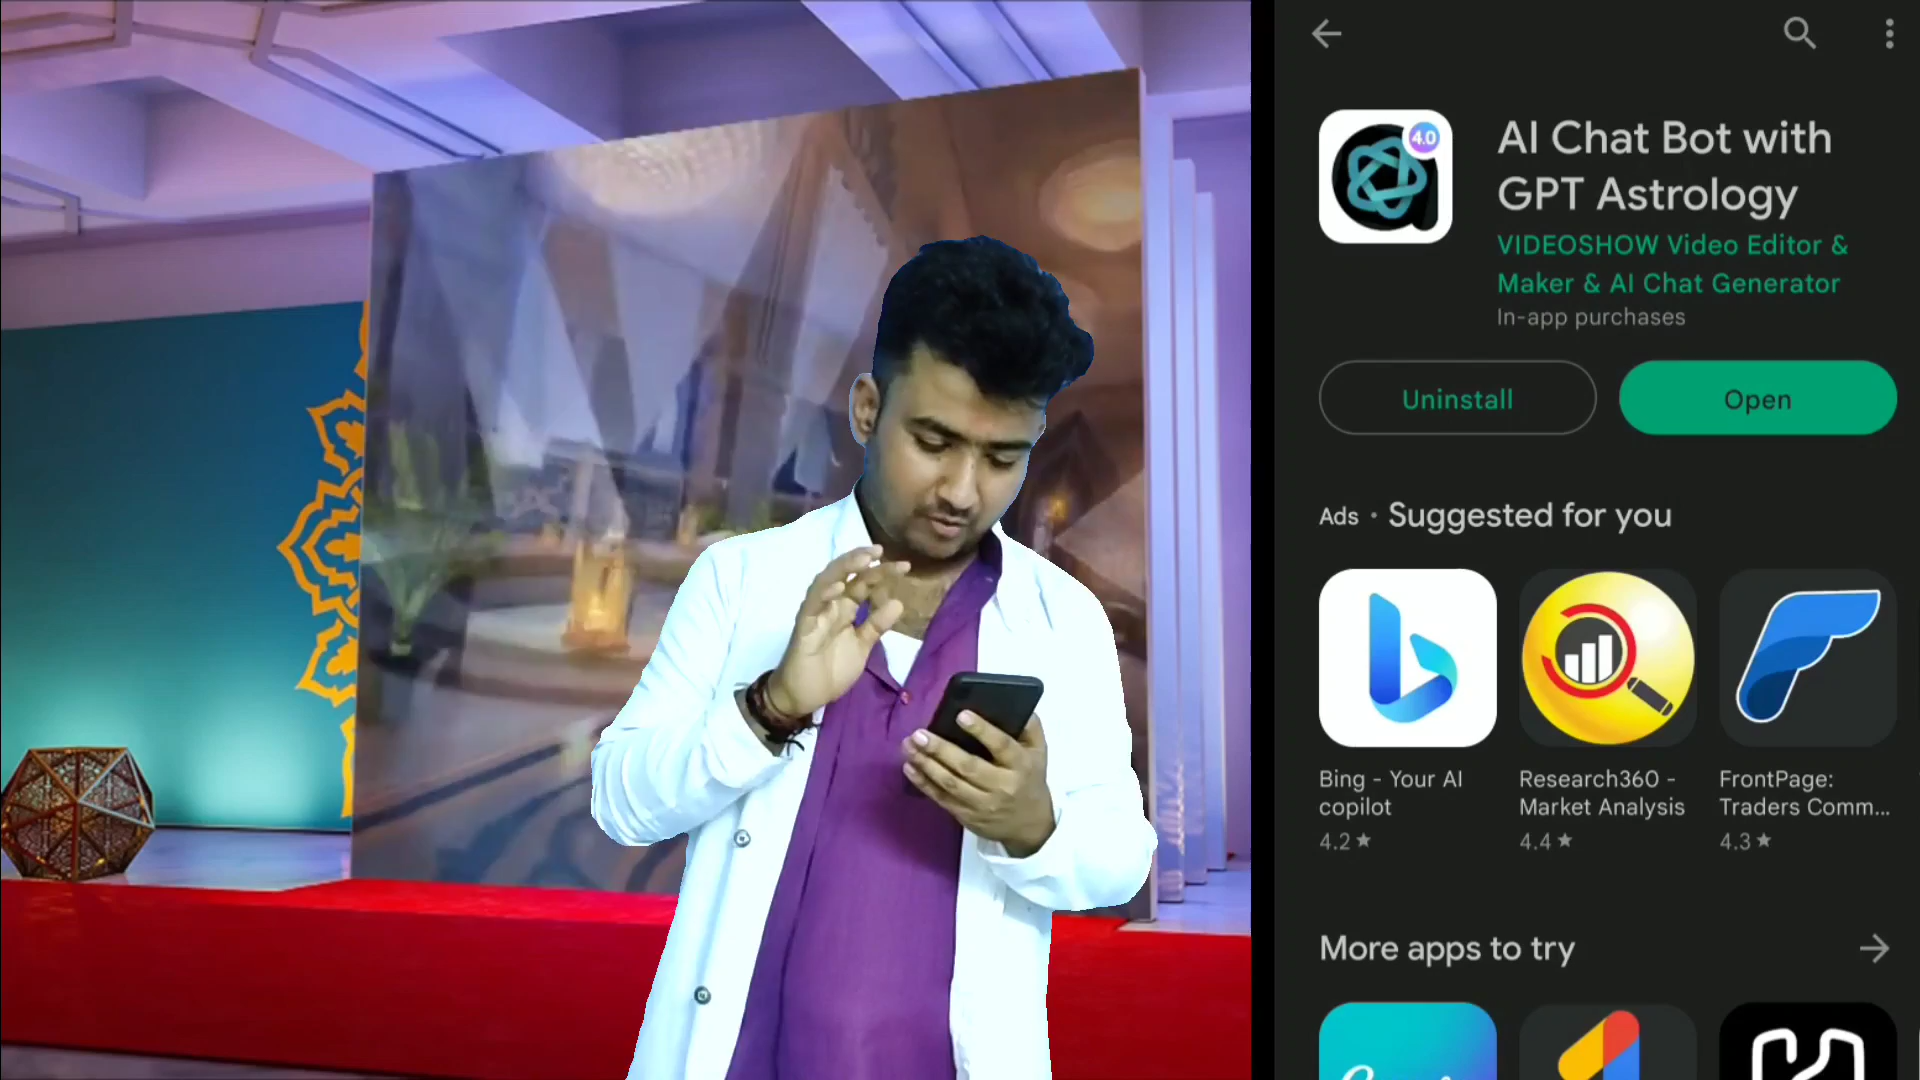 4.0
AI Chat Bot with
GPT Astrology
VIDEOSHOW Video Editor &
Maker & AI Chat Generator
In-app purchases
Uninstall
Open
Ads • Suggested for you
Bing - Your AI
copilot
4.2★
Research360 -
Market Analysis
4.4★
FrontPage:
Traders Comm...
4.3★
More apps to try